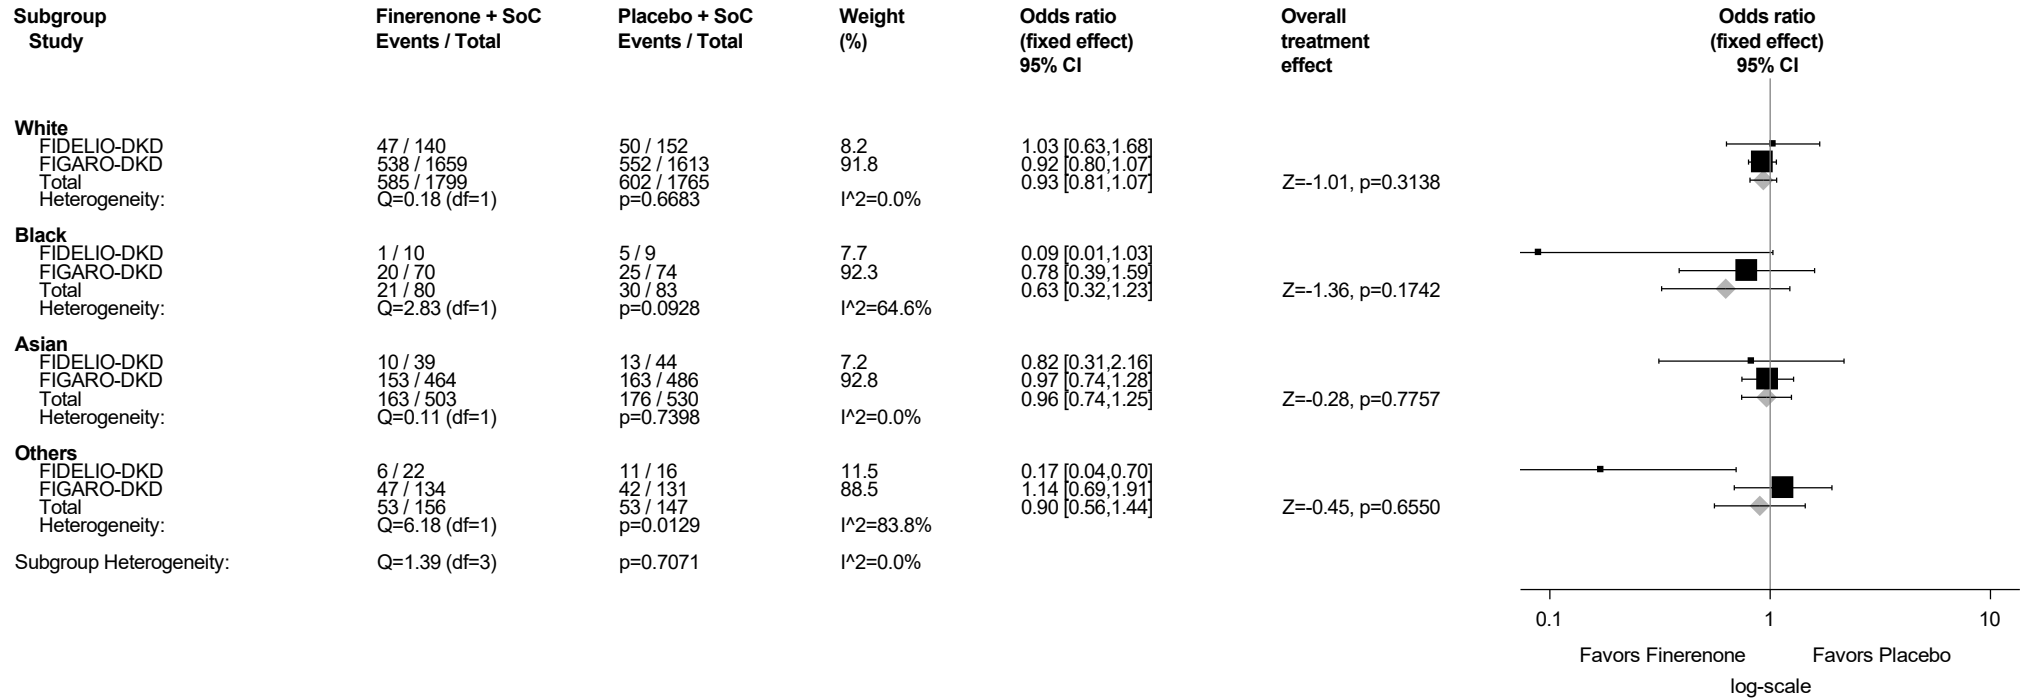 Subgroup Finerenone + SoC Placebo + SoC Weight Odds ratio Overall Odds ratio
Study Events / Total Events / Total (%) (fixed effect) treatment (fixed effect)
95% CI effect 95% CI
White
FIDELIO-DKD 47 / 140 50 / 152 8.2 1.03 [0.63,1.68]
FIGARO-DKD 538 / 1659 552 / 1613 91.8 0.92 [0.80,1.07]
Total 585 / 1799 602 / 1765 0.93 [0.81,1.07] Z=-1.01, p=0.3138
Heterogeneity: Q=0.18 (df=1) p=0.6683 I^2=0.0%
Black
FIDELIO-DKD 1 / 10 5 / 9 7.7 0.09 [0.01,1.03]
FIGARO-DKD 20 / 70 25 / 74 92.3 0.78 [0.39,1.59]
Total 21 / 80 30 / 83 0.63 [0.32,1.23] Z=-1.36, p=0.1742
Heterogeneity: Q=2.83 (df=1) p=0.0928 I^2=64.6%
Asian
FIDELIO-DKD 10 / 39 13 / 44 7.2 0.82 [0.31,2.16]
FIGARO-DKD 153 / 464 163 / 486 92.8 0.97 [0.74,1.28]
Total 163 / 503 176 / 530 0.96 [0.74,1.25] Z=-0.28, p=0.7757
Heterogeneity: Q=0.11 (df=1) p=0.7398 I^2=0.0%
Others
FIDELIO-DKD 6 / 22 11 / 16 11.5 0.17 [0.04,0.70]
FIGARO-DKD 47 / 134 42 / 131 88.5 1.14 [0.69,1.91]
Total 53 / 156 53 / 147 0.90 [0.56,1.44] Z=-0.45, p=0.6550
Heterogeneity: Q=6.18 (df=1) p=0.0129 I^2=83.8%
Subgroup Heterogeneity: Q=1.39 (df=3) p=0.7071 I^2=0.0%
0.1 1 10
Favors Finerenone Favors Placebo
log-scale